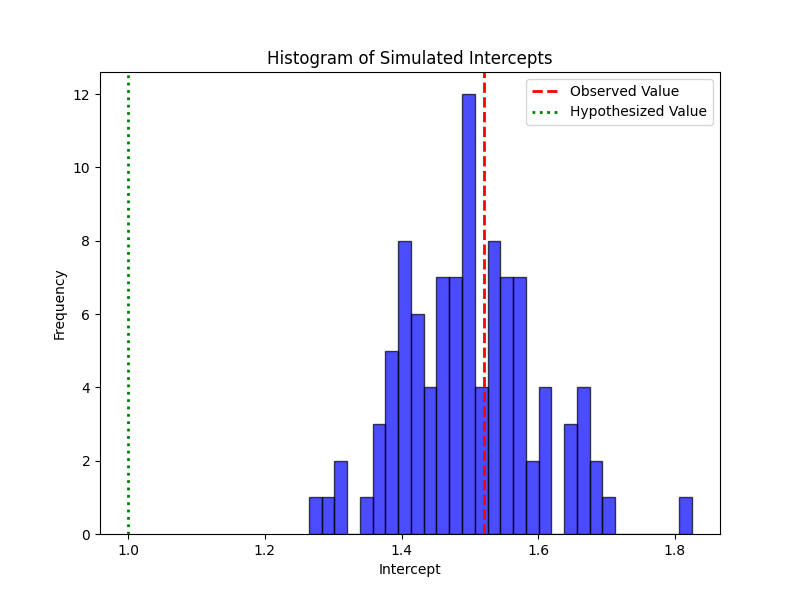 Histogram of Simulated Intercepts
Observed Value
Hypothesized Value
Frequency
12
10
8
6
4
2
0
1.0 1.2 1.4 1.6 1.8
Intercept